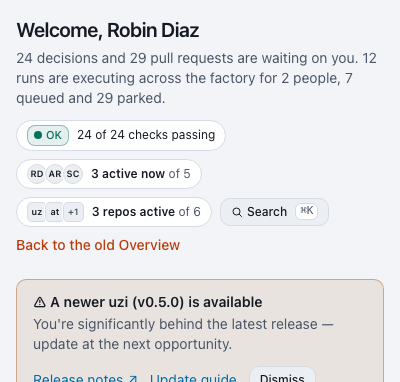 Welcome, Robin Diaz
24 decisions and 29 pull requests are waiting on you. 12
runs are executing across the factory for 2 people, 7
queued and 29 parked.
OK 24 of 24 checks passing
RD AR SC 3 active now of 5
uz at +1 3 repos active of 6 Search ⌘K
Back to the old Overview
A newer uzi (v0.5.0) is available
You're significantly behind the latest release —
update at the next opportunity.
Release notes ↗ Update guide Dismiss